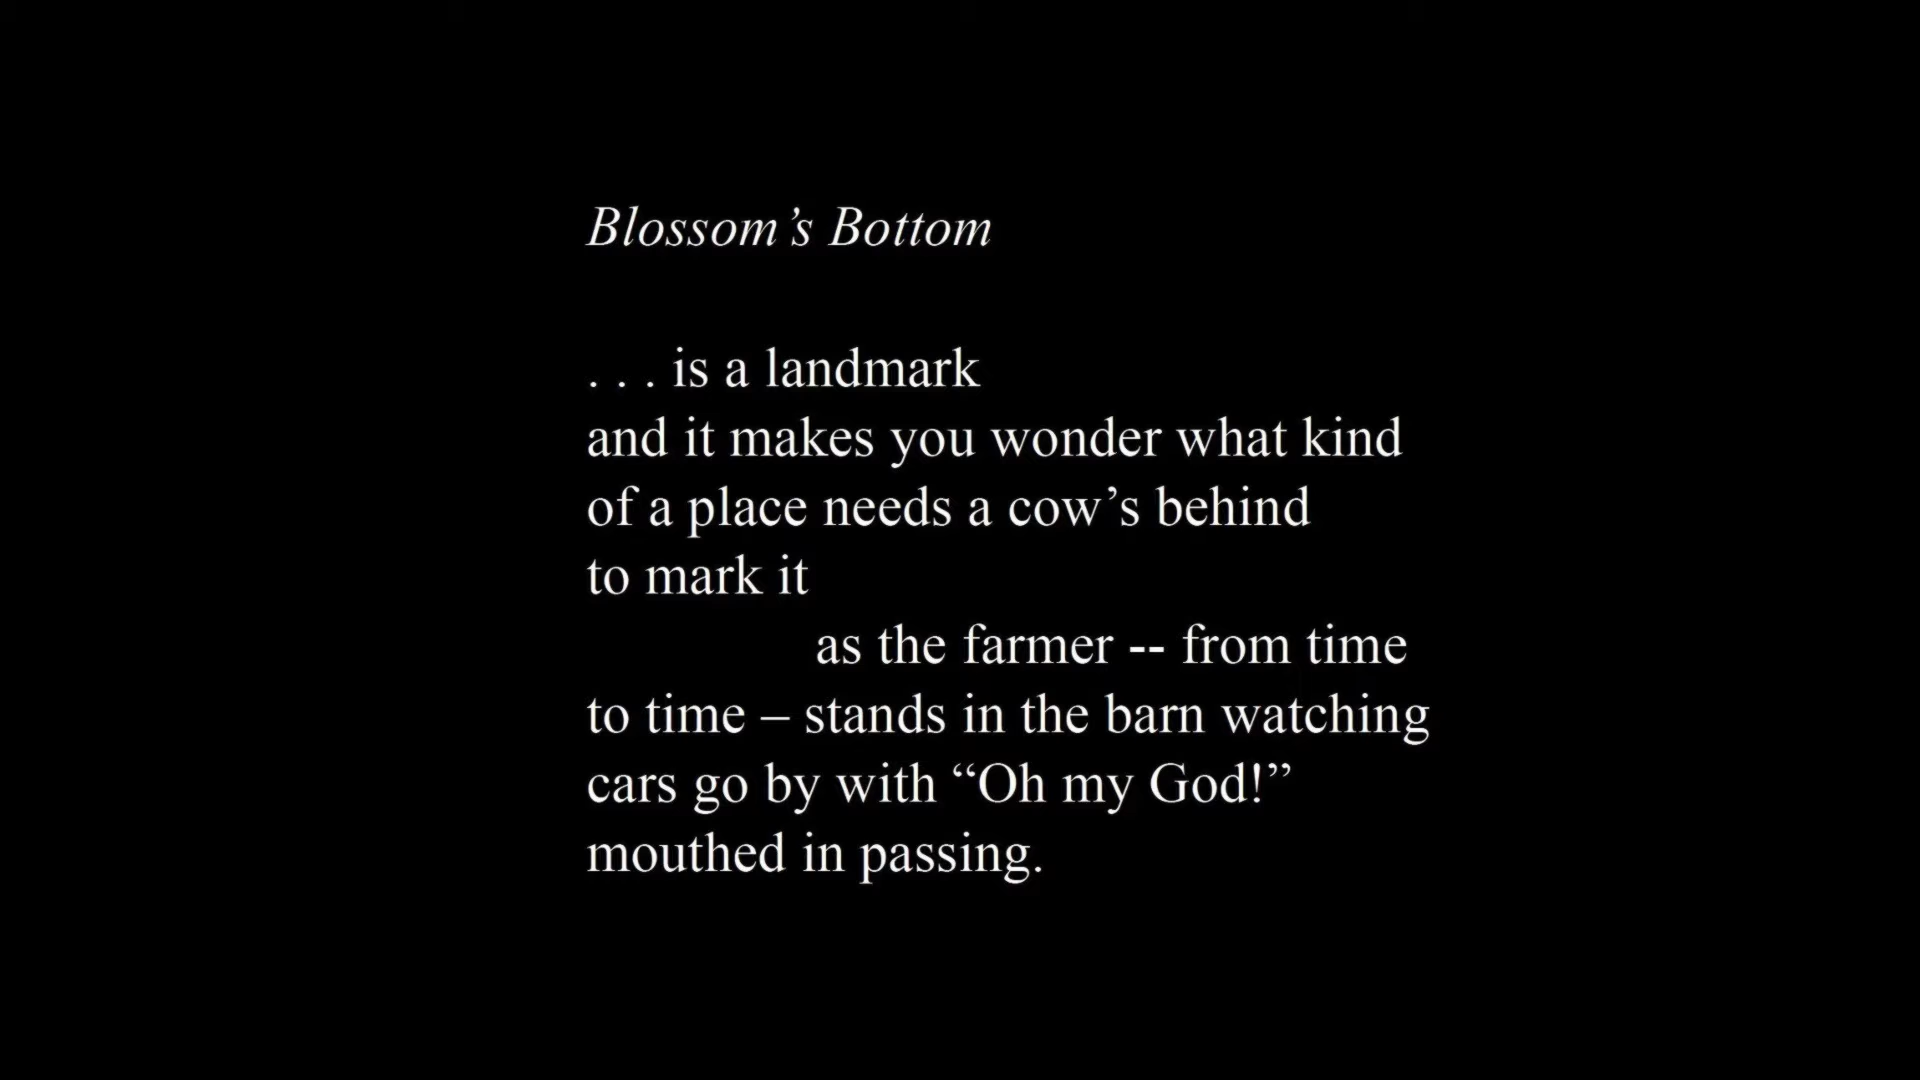 Blossom’s Bottom
. . . is a landmark
and it makes you wonder what kind
of a place needs a cow’s behind
to mark it
as the farmer -- from time
to time – stands in the barn watching
cars go by with “Oh my God!”
mouthed in passing.